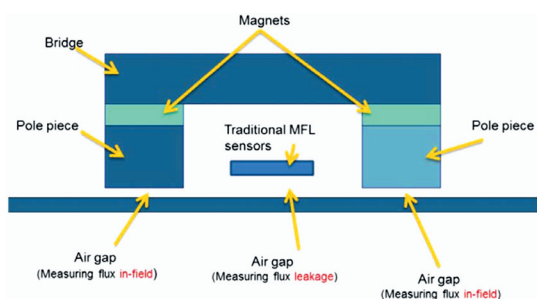 Magnets
Bridge
Pole piece
Traditional MFL
sensors
Pole piece
Air gap
(Measuring flux in-field)
Air gap
(Measuring flux leakage)
Air gap
(Measuring flux in-field)